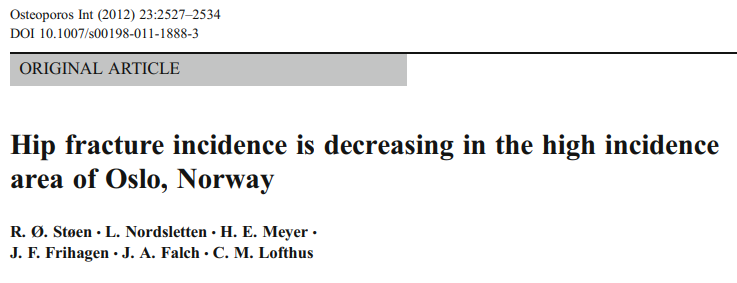 Osteoporos Int (2012) 23:2527–2534
DOI 10.1007/s00198-011-1888-3
ORIGINAL ARTICLE
Hip fracture incidence is decreasing in the high incidence
area of Oslo, Norway
R. Ø. Støen · L. Nordsletten · H. E. Meyer ·
J. F. Frihagen · J. A. Falch · C. M. Lofthus